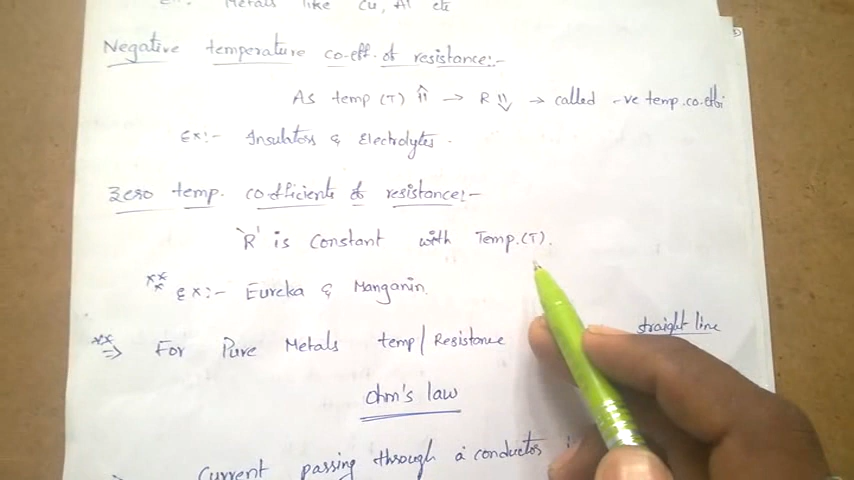 Ex:- Metals like Cu, Al etc
Negative temperature co-eff. of resistance:-
As temp (T) ⇑ → R ⇓ → called -ve temp. co.
Ex:- Insulators & Electrolytes.
Zero temp. coefficients of resistance:-
'R' is Constant with Temp.(T).
*** Ex:- Eureka & Manganin.
** ⇒ For Pure Metals temp/Resistance straight line
Ohm's law
Current passing through a conductor